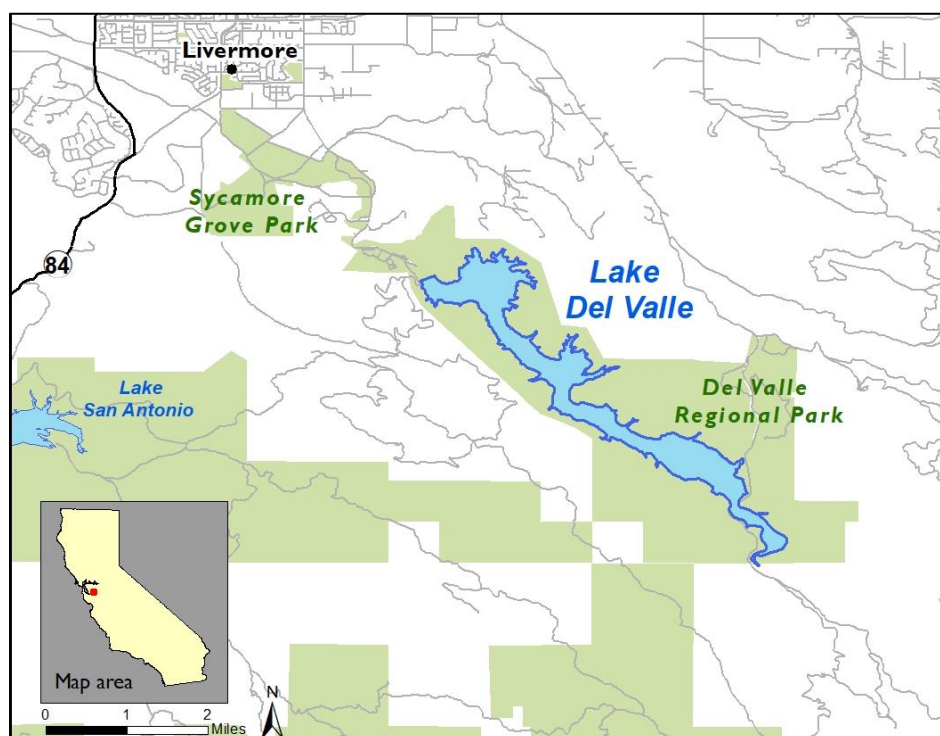 Livermore
Sycamore
Grove Park
84
Lake
Del Valle
Lake
San Antonio
Del Valle
Regional Park
Map area
N
0 1 2
Miles